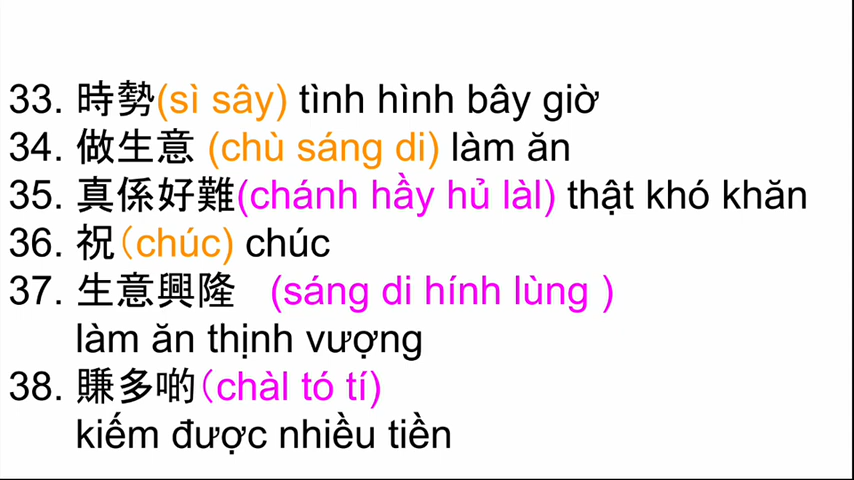 33. 時勢(sì sây) tình hình bây giờ
34. 做生意 (chù sáng di) làm ăn
35. 真係好難(chánh hầy hủ làl) thật khó khăn
36. 祝（chúc) chúc
37. 生意興隆 (sáng di hính lùng )
làm ăn thịnh vượng
38. 賺多啲（chàl tó tí)
kiếm được nhiều tiền